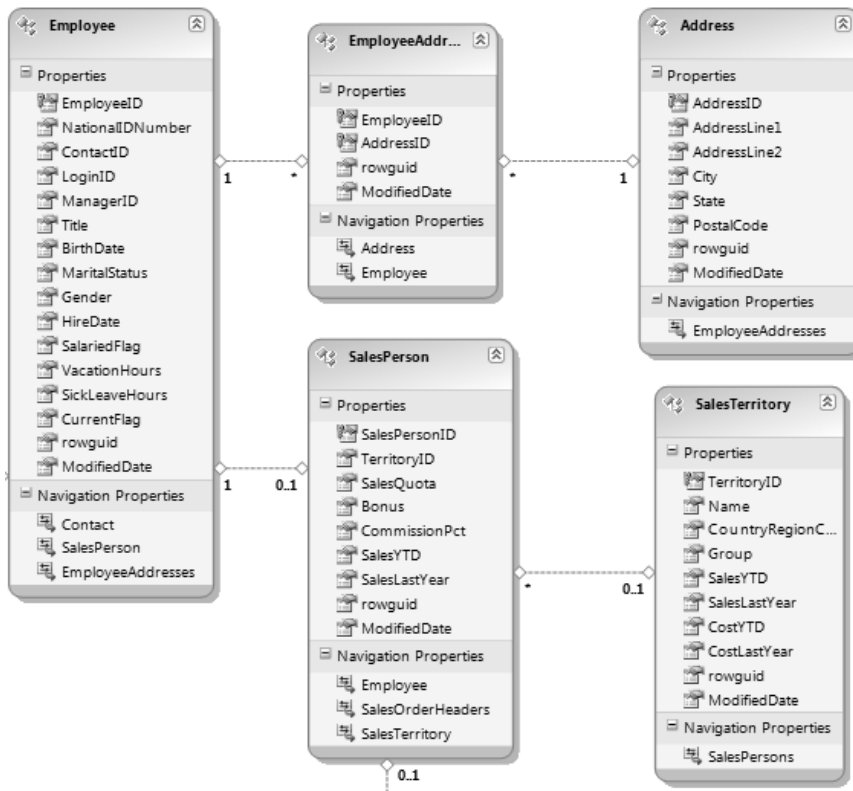 Employee
Properties
EmployeeID
NationalIDNumber
ContactID
LoginID
ManagerID
Title
BirthDate
MaritalStatus
Gender
HireDate
SalariedFlag
VacationHours
SickLeaveHours
CurrentFlag
rowguid
ModifiedDate
Navigation Properties
Contact
SalesPerson
EmployeeAddresses
1
*
EmployeeAddr...
Properties
EmployeeID
AddressID
rowguid
ModifiedDate
Navigation Properties
Address
Employee
*
1
Address
Properties
AddressID
AddressLine1
AddressLine2
City
State
PostalCode
rowguid
ModifiedDate
Navigation Properties
EmployeeAddresses
1
0..1
SalesPerson
Properties
SalesPersonID
TerritoryID
SalesQuota
Bonus
CommissionPct
SalesYTD
SalesLastYear
rowguid
ModifiedDate
Navigation Properties
Employee
SalesOrderHeaders
SalesTerritory
0..1
*
0..1
SalesTerritory
Properties
TerritoryID
Name
CountryRegionC...
Group
SalesYTD
SalesLastYear
CostYTD
CostLastYear
rowguid
ModifiedDate
Navigation Properties
SalesPersons